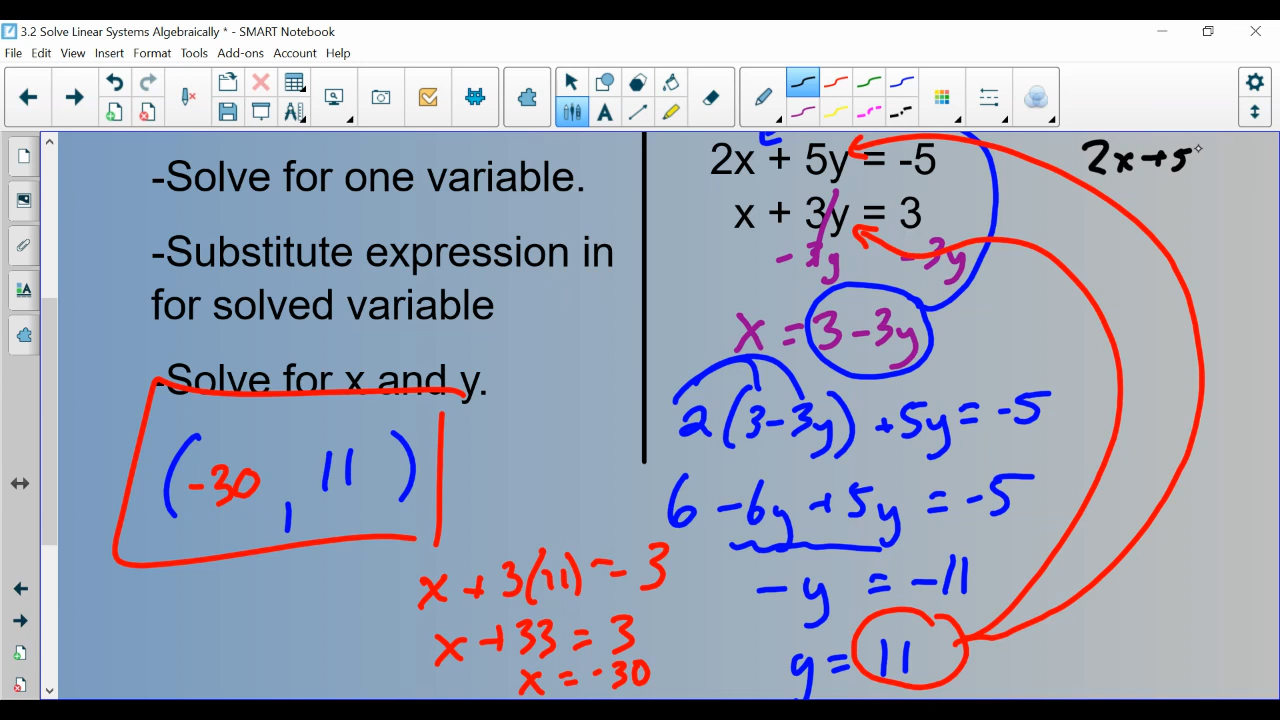 3.2 Solve Linear Systems Algebraically * - SMART Notebook
File Edit View Insert Format Tools Add-ons Account Help
-Solve for one variable.
-Substitute expression in
for solved variable
-Solve for x and y.
(-30, 11)
2x + 5y = -5
x + 3y = 3
-3y -3y
x = 3 - 3y
2(3-3y) + 5y = -5
6 - 6y + 5y = -5
-y = -11
y = 11
x + 3(11) = 3
x + 33 = 3
x = -30
2x+5